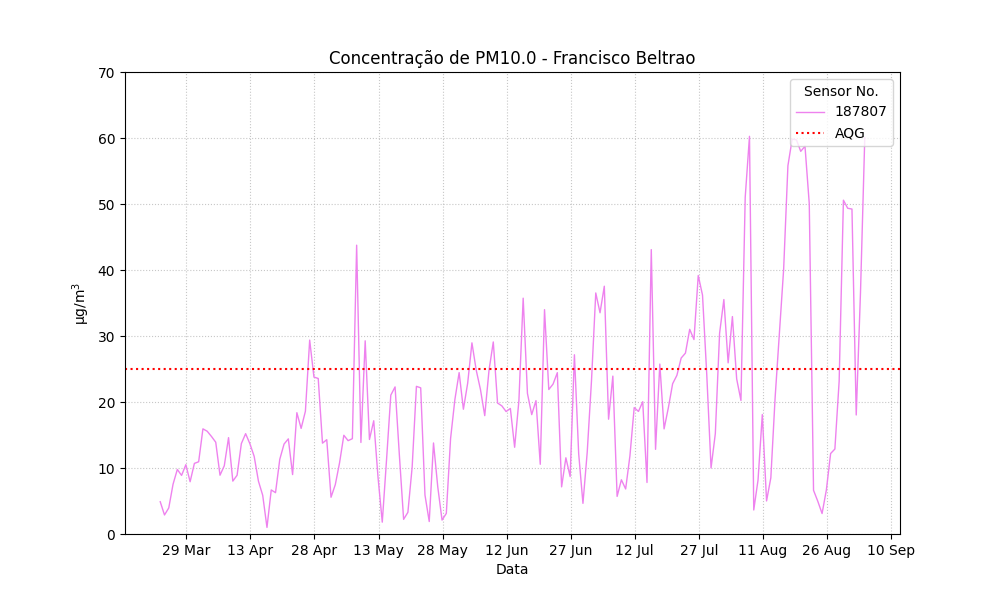 Concentração de PM10.0 - Francisco Beltrao
70
60
50
40
30
20
10
0
µg/m³
Sensor No.
187807
AQG
29 Mar 13 Apr 28 Apr 13 May 28 May 12 Jun 27 Jun 12 Jul 27 Jul 11 Aug 26 Aug 10 Sep
Data